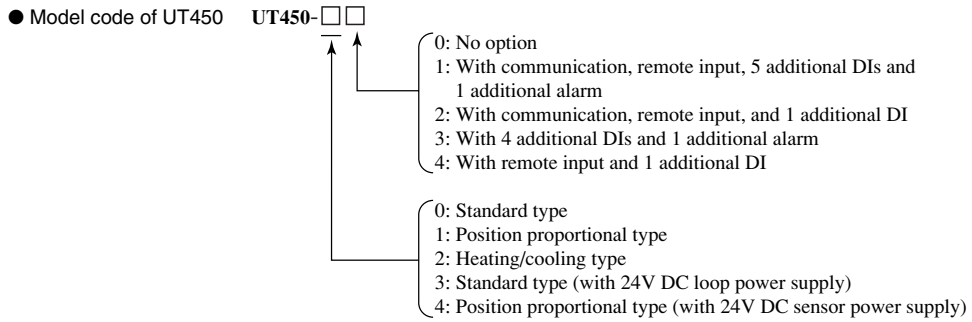 ● Model code of UT450 UT450-□□
0: No option
1: With communication, remote input, 5 additional DIs and
1 additional alarm
2: With communication, remote input, and 1 additional DI
3: With 4 additional DIs and 1 additional alarm
4: With remote input and 1 additional DI
0: Standard type
1: Position proportional type
2: Heating/cooling type
3: Standard type (with 24V DC loop power supply)
4: Position proportional type (with 24V DC sensor power supply)